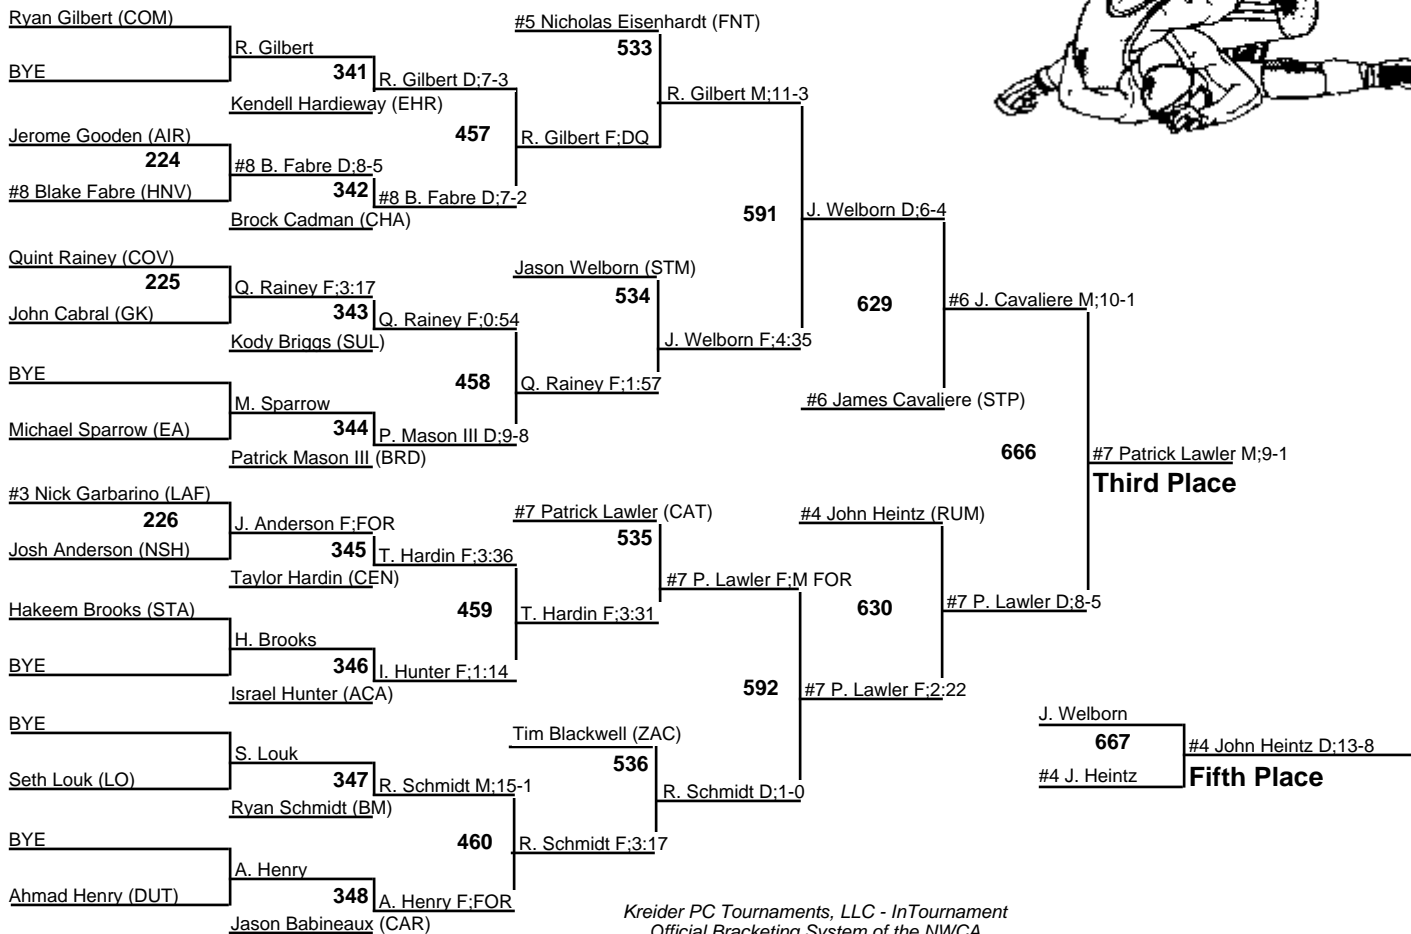 Ryan Gilbert (COM)
BYE
Jerome Gooden (AIR)
224
#8 Blake Fabre (HNV)
Quint Rainey (COV)
225
John Cabral (GK)
BYE
Michael Sparrow (EA)
#3 Nick Garbarino (LAF)
226
Josh Anderson (NSH)
Hakeem Brooks (STA)
BYE
BYE
Seth Louk (LO)
BYE
Ahmad Henry (DUT)
R. Gilbert
341
Kendell Hardieway (EHR)
#8 B. Fabre D;8-5
342
Brock Cadman (CHA)
Q. Rainey F;3:17
343
Kody Briggs (SUL)
M. Sparrow
344
Patrick Mason III (BRD)
J. Anderson F;FOR
345
Taylor Hardin (CEN)
H. Brooks
346
Israel Hunter (ACA)
S. Louk
347
Ryan Schmidt (BM)
A. Henry
348
Jason Babineaux (CAR)
R. Gilbert D;7-3
457
#8 B. Fabre D;7-2
Q. Rainey F;0:54
458
P. Mason III D;9-8
T. Hardin F;3:36
459
I. Hunter F;1:14
R. Schmidt M;15-1
460
A. Henry F;FOR
#5 Nicholas Eisenhardt (FNT)
533
R. Gilbert F;DQ
Jason Welborn (STM)
534
Q. Rainey F;1:57
#7 Patrick Lawler (CAT)
535
T. Hardin F;3:31
Tim Blackwell (ZAC)
536
R. Schmidt F;3:17
R. Gilbert M;11-3
591
J. Welborn F;4:35
#7 P. Lawler F;M FOR
592
R. Schmidt D;1-0
J. Welborn D;6-4
629
#6 James Cavaliere (STP)
#4 John Heintz (RUM)
630
#7 P. Lawler F;2:22
#6 J. Cavaliere M;10-1
666
#7 P. Lawler D;8-5
#7 Patrick Lawler M;9-1
Third Place
J. Welborn
667
#4 J. Heintz
#4 John Heintz D;13-8
Fifth Place
Kreider PC Tournaments, LLC - InTournament
Official Bracketing System of the NWCA